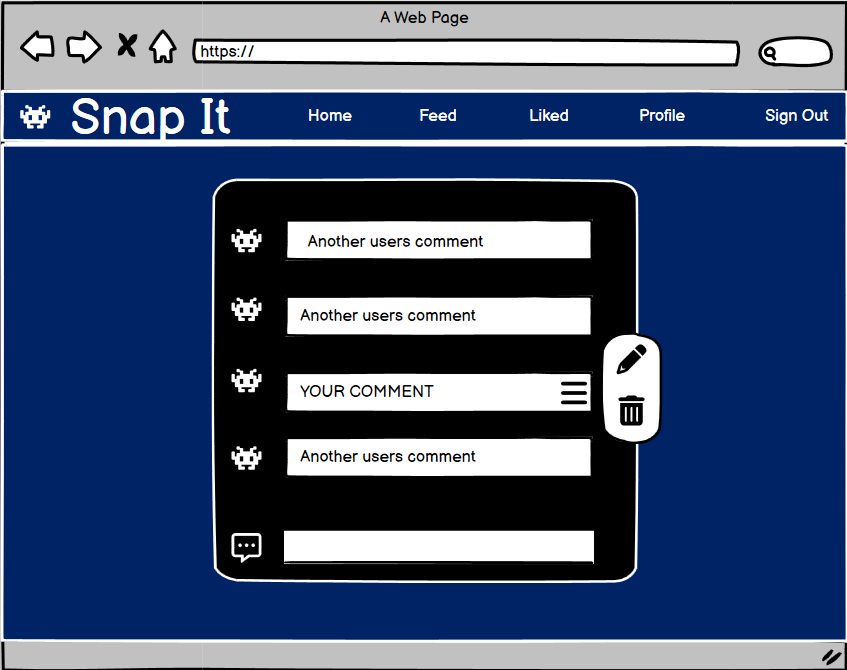 A Web Page
https://
Snap It Home Feed Liked Profile Sign Out
Another users comment
Another users comment
YOUR COMMENT
Another users comment